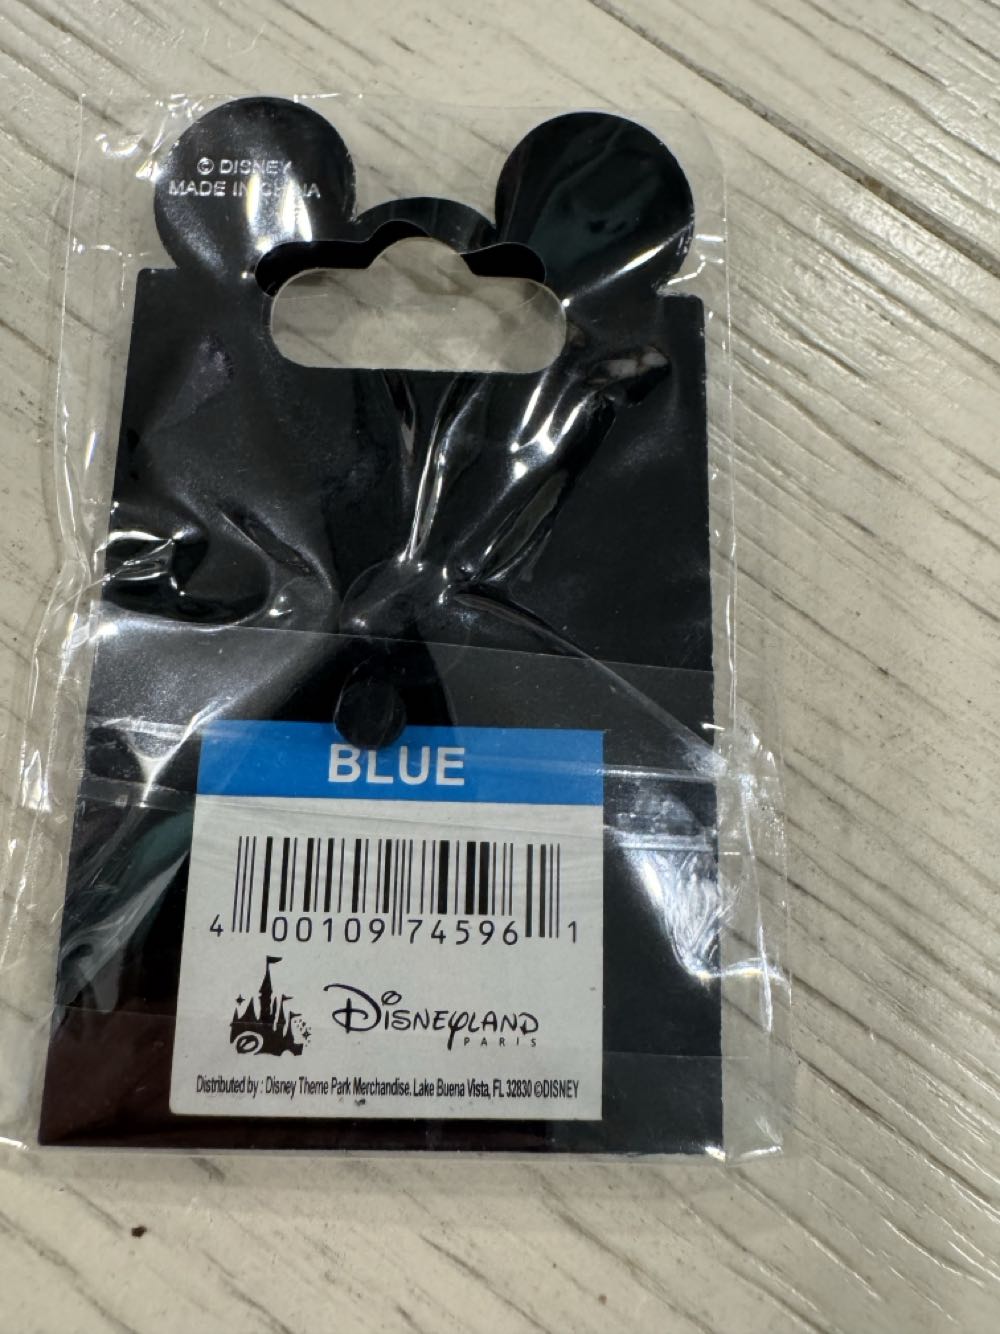 © DISNEY
MADE IN CHINA
BLUE
4 00109 74596 1
DISNEYLAND
PARIS
Distributed by : Disney Theme Park Merchandise. Lake Buena Vista, FL 32830 ©DISNEY